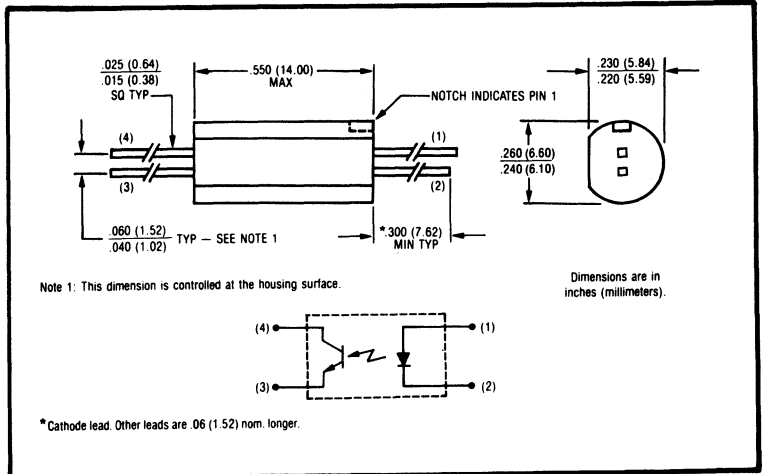 .025 (0.64)
.015 (0.38)
SQ TYP
.550 (14.00)
MAX
NOTCH INDICATES PIN 1
.230 (5.84)
.220 (5.59)
(4)
(1)
(3)
(2)
.260 (6.60)
.240 (6.10)
.060 (1.52)
.040 (1.02)
TYP – SEE NOTE 1
*.300 (7.62)
MIN TYP
Note 1: This dimension is controlled at the housing surface.
Dimensions are in
inches (millimeters).
(4)
(1)
(3)
(2)
*Cathode lead. Other leads are .06 (1.52) nom. longer.